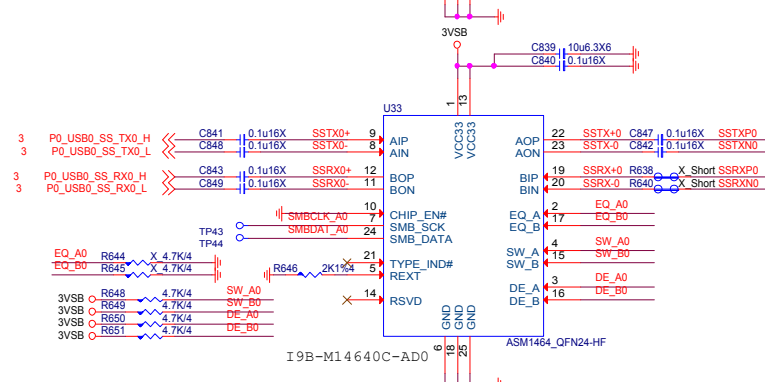 3VSB
C839 10u6.3X6
C840 0.1u16X
U33
1 13
VCC33 VCC33
3 P0_USB0_SS_TX0_H C841 0.1u16X SSTX0+ 9 AIP AOP 22 SSTX+0 C847 0.1u16X SSTXP0
3 P0_USB0_SS_TX0_L C848 0.1u16X SSTX0- 8 AIN AON 23 SSTX-0 C842 0.1u16X SSTXN0
3 P0_USB0_SS_RX0_H C843 0.1u16X SSRX0+ 12 BOP BIP 19 SSRX+0 R638 X_Short SSRXP0
3 P0_USB0_SS_RX0_L C849 0.1u16X SSRX0- 11 BON BIN 20 SSRX-0 R640 X_Short SSRXN0
10 CHIP_EN# EQ_A 2 EQ_A0
TP43 SMBCLK_A0 7 SMB_SCK EQ_B 17 EQ_B0
TP44 SMBDAT_A0 24 SMB_DATA
SW_A 4 SW_A0
EQ_A0 R644 X_4.7K/4 21 TYPE_IND# SW_B 15 SW_B0
EQ_B0 R645 X_4.7K/4 R646 2K1%4 5 REXT
DE_A 3 DE_A0
3VSB R648 4.7K/4 SW_A0 14 RSVD DE_B 16 DE_B0
3VSB R649 4.7K/4 SW_B0
3VSB R650 4.7K/4 DE_A0
3VSB R651 4.7K/4 DE_B0
GND GND GND
6 18 25
ASM1464_QFN24-HF
I9B-M14640C-AD0